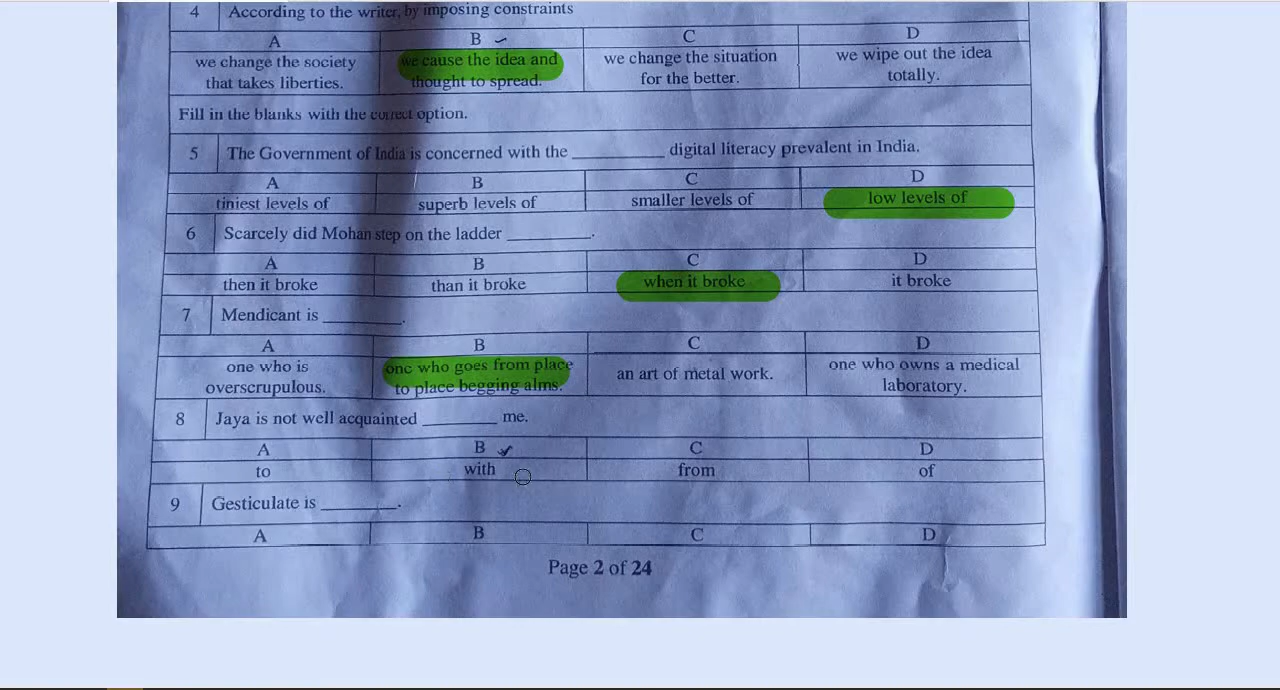 4 According to the writer, by imposing constraints
A B C D
we change the society we cause the idea and we change the situation we wipe out the idea
that takes liberties. thought to spread. for the better. totally.
Fill in the blanks with the correct option.
5 The Government of India is concerned with the ________ digital literacy prevalent in India.
A B C D
tiniest levels of superb levels of smaller levels of low levels of
6 Scarcely did Mohan step on the ladder ________.
A B C D
then it broke than it broke when it broke it broke
7 Mendicant is ________.
A B C D
one who is one who goes from place an art of metal work. one who owns a medical
overscrupulous. to place begging alms. laboratory.
8 Jaya is not well acquainted ________ me.
A B C D
to with from of
9 Gesticulate is ________.
A B C D
Page 2 of 24